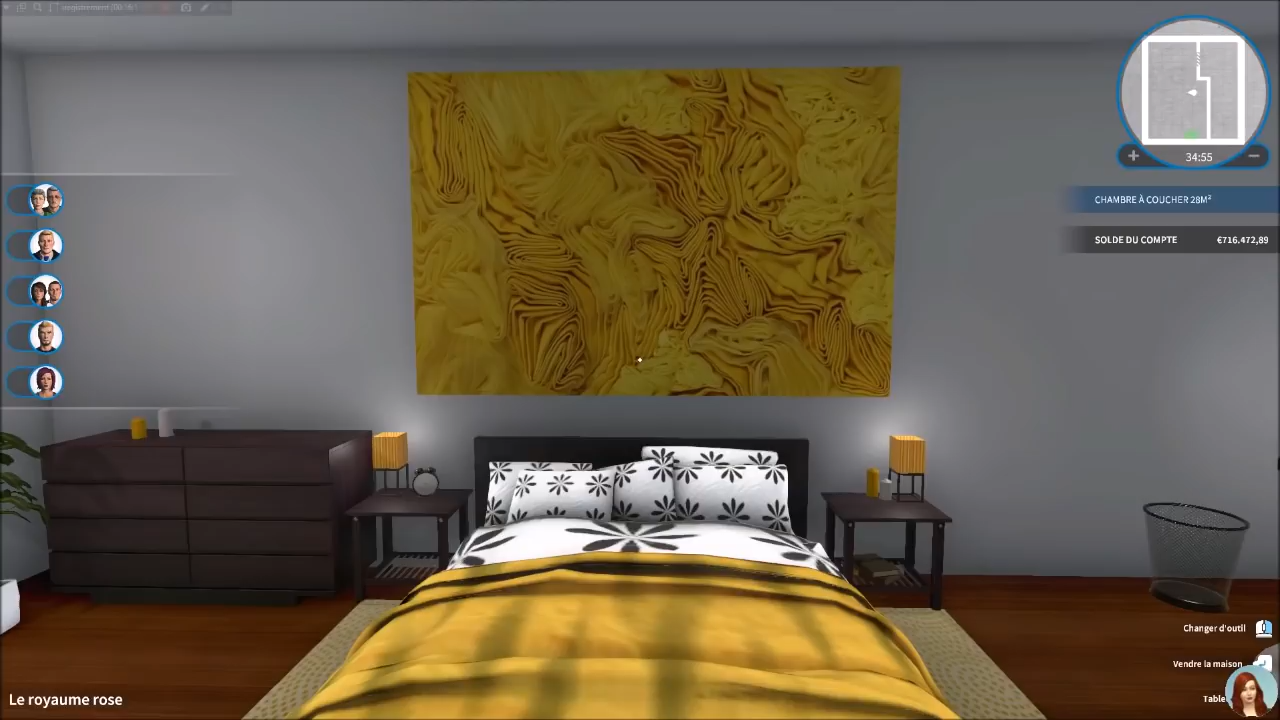 34:55
CHAMBRE À COUCHER 28M²
SOLDE DU COMPTE €716.472,89
Changer d'outil
Vendre la maison
Le royaume rose